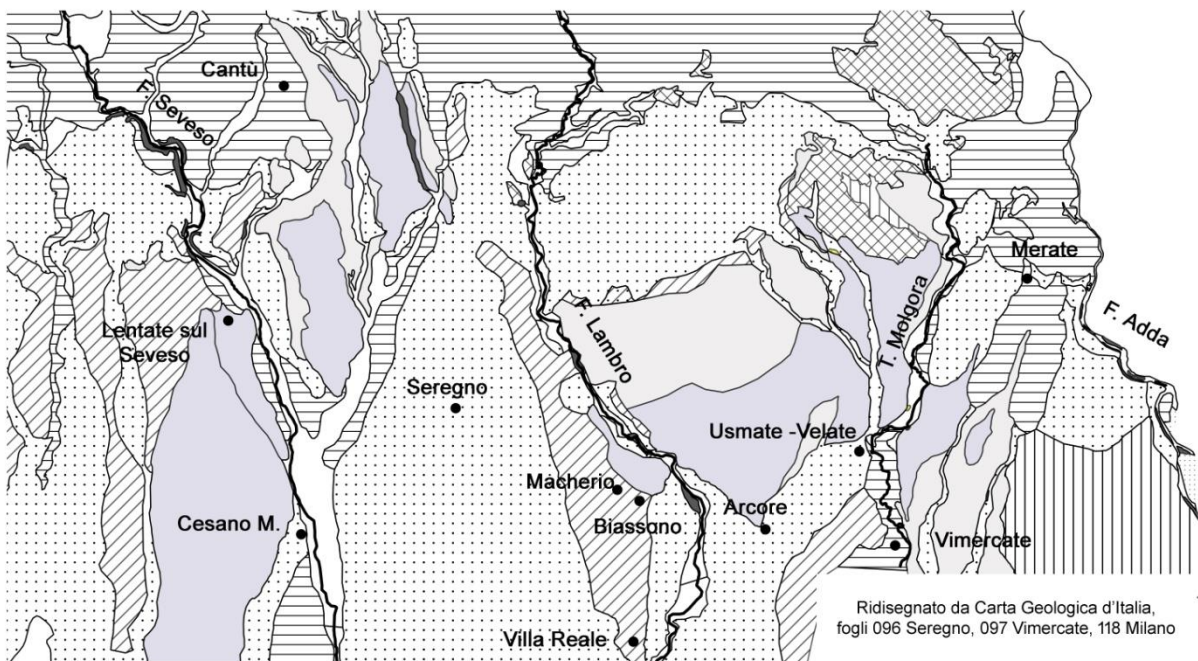 Cantù
F. Seveso
Merate
T. Molgora
F. Adda
F. Lambro
Lentate sul
Seveso
Seregno
Usmate -Velate
Macherio
Biassono
Arcore
Cesano M.
Vimercate
Villa Reale
Ridisegnato da Carta Geologica d'Italia,
fogli 096 Seregno, 097 Vimercate, 118 Milano